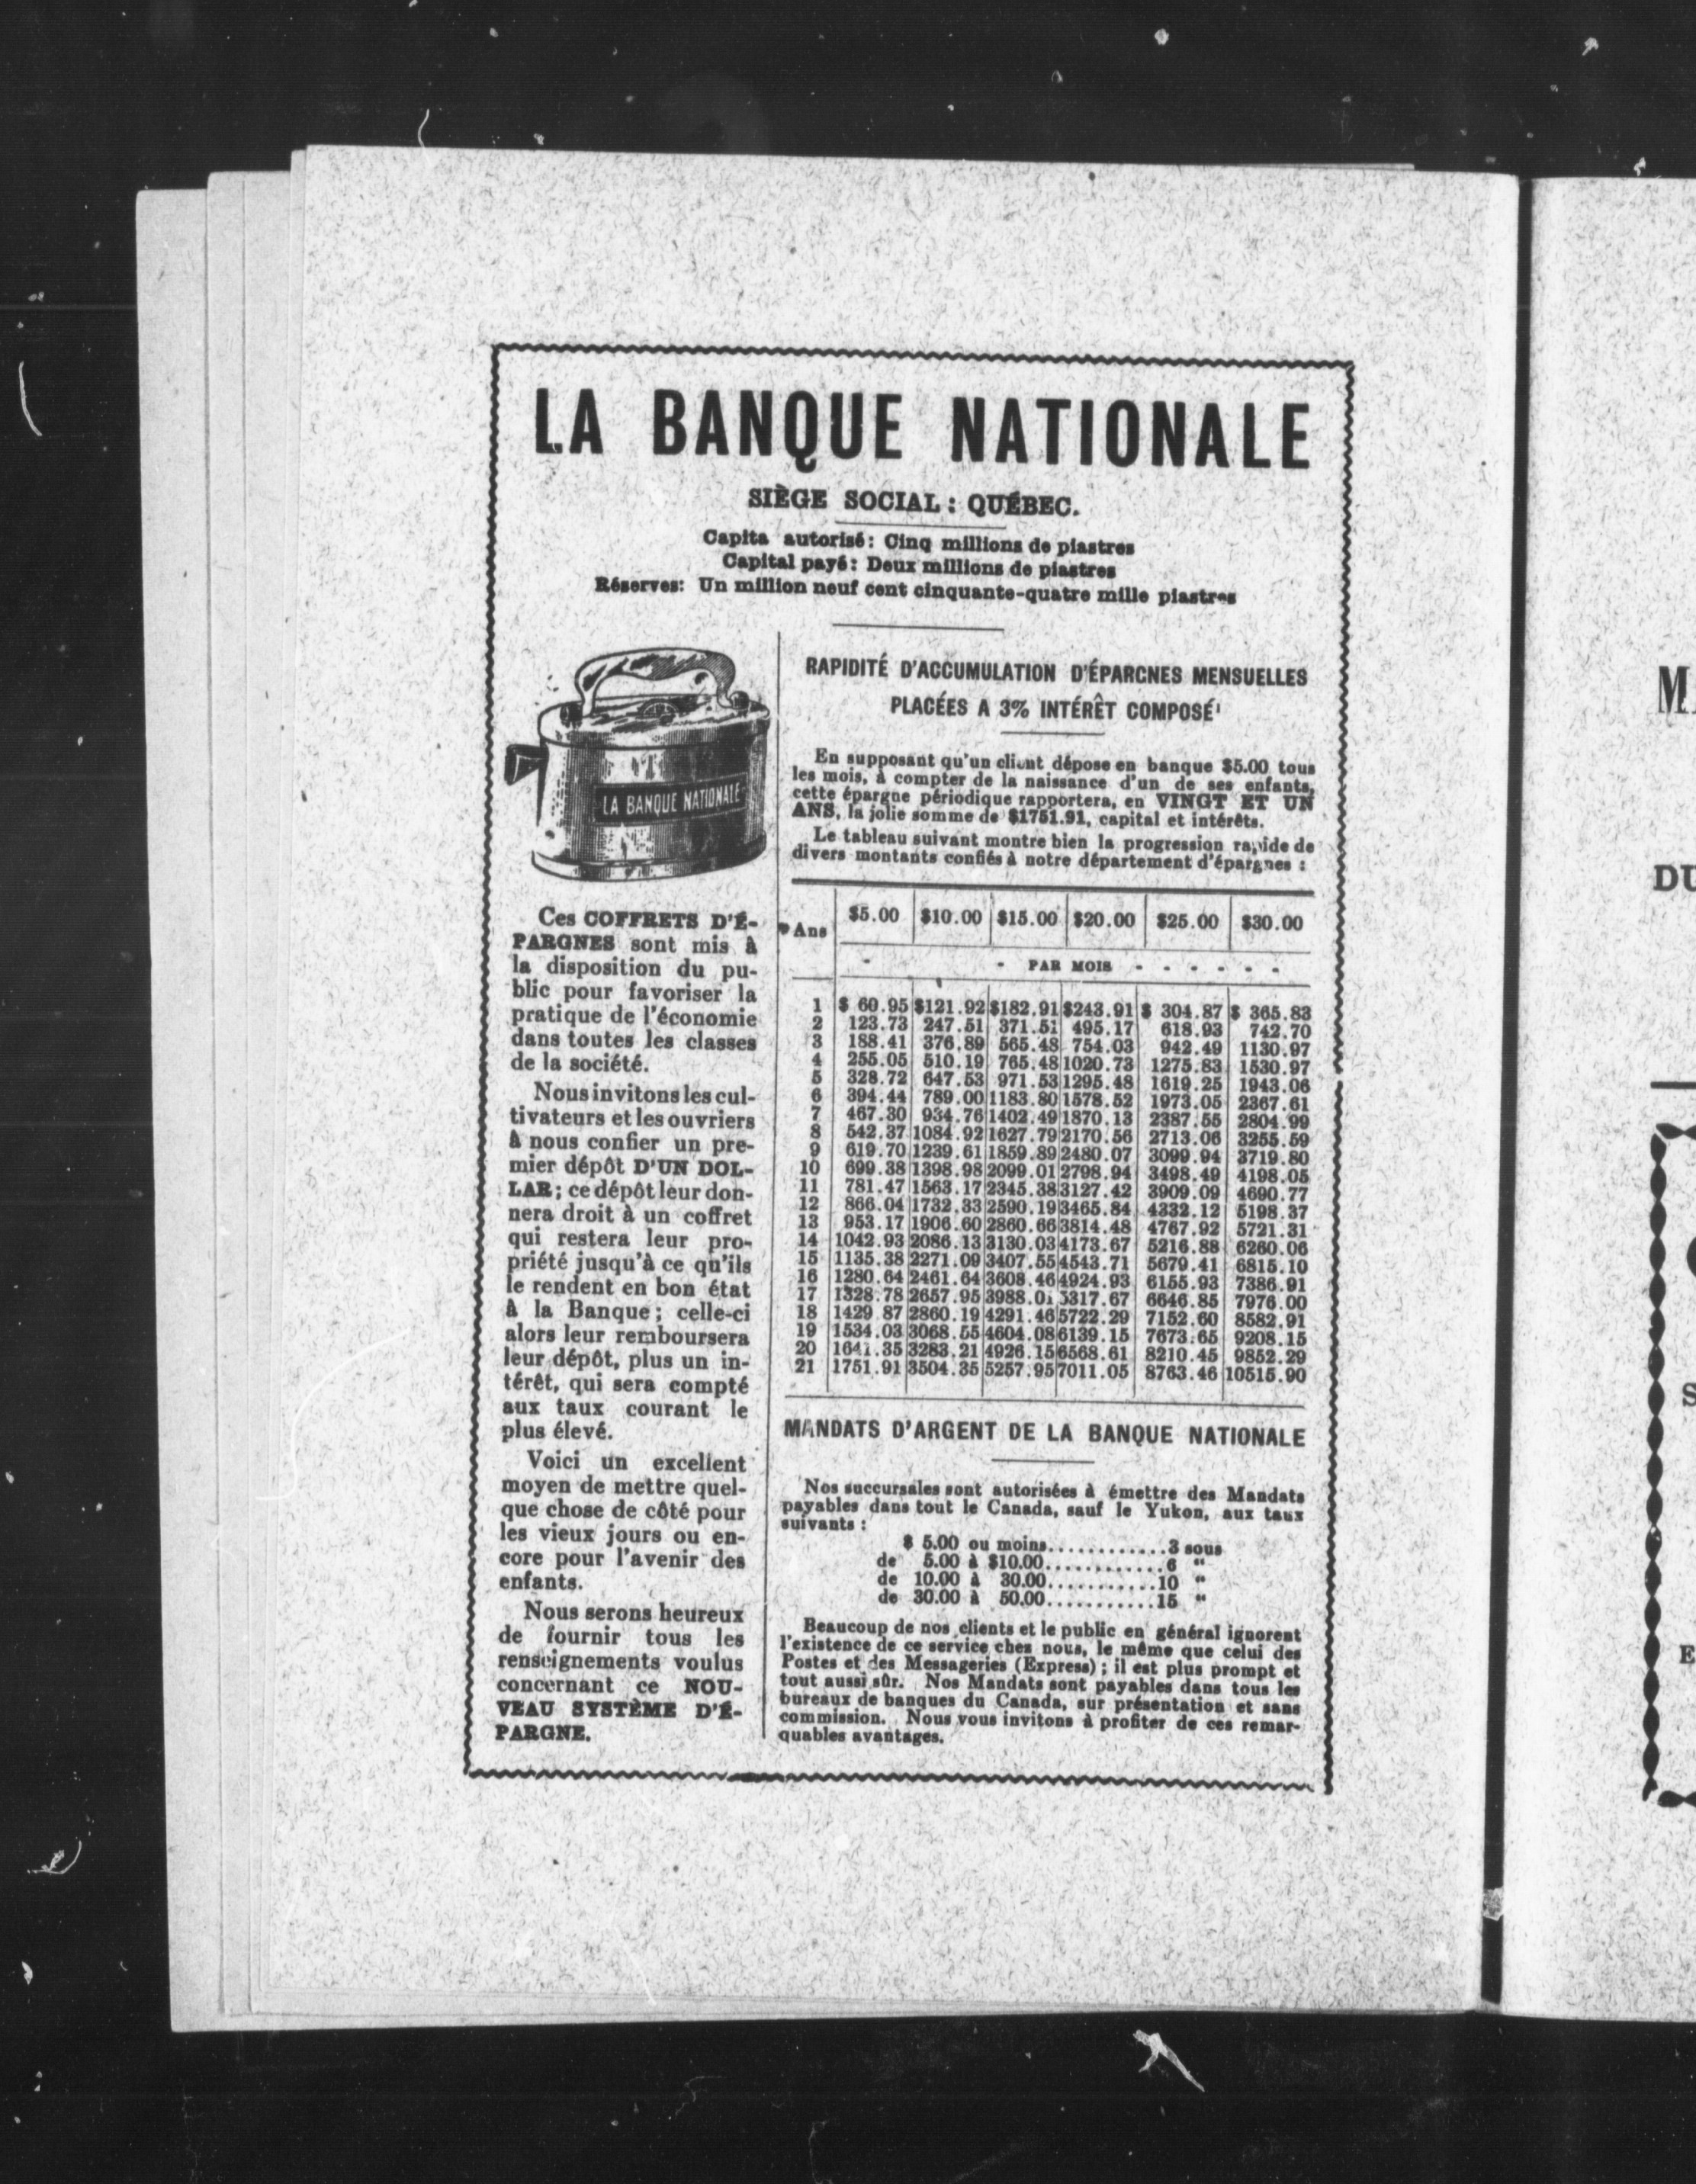 LA BANQUE NATIONALE
SIÈGE SOCIAL : QUÉBEC.
Capita autorisé: Cinq millions de piastres
Capital payé: Deux millions de piastres
Réserves: Un million neuf cent cinquante-quatre mille piastres
LA BANQUE NATIONALE
Ces COFFRETS D'É-
PARGNES sont mis à
la disposition du pu-
blic pour favoriser la
pratique de l'économie
dans toutes les classes
de la société.
Nous invitons les cul-
tivateurs et les ouvriers
à nous confier un pre-
mier dépôt D'UN DOL-
LAR ; ce dépôt leur don-
nera droit à un coffret
qui restera leur pro-
priété jusqu'à ce qu'ils
le rendent en bon état
à la Banque ; celle-ci
alors leur remboursera
leur dépôt, plus un in-
térêt, qui sera compté
aux taux courant le
plus élevé.
Voici un excellent
moyen de mettre quel-
que chose de côté pour
les vieux jours ou en-
core pour l'avenir des
enfants.
Nous serons heureux
de fournir tous les
renseignements voulus
concernant ce NOU-
VEAU SYSTÈME D'É-
PARGNE.
RAPIDITÉ D'ACCUMULATION D'ÉPARGNES MENSUELLES
PLACÉES A 3% INTÉRÊT COMPOSÉ
En supposant qu'un client dépose en banque $5.00 tous
les mois, à compter de la naissance d'un de ses enfants,
cette épargne périodique rapportera, en VINGT ET UN
ANS, la jolie somme de $1751.91, capital et intérêts.
Le tableau suivant montre bien la progression rapide de
divers montants confiés à notre département d'épargnes :
Ans $5.00 $10.00 $15.00 $20.00 $25.00 $30.00
- - PAR MOIS - - - - - -
1 $ 60.95 $121.92 $182.91 $243.91 $ 304.87 $ 365.83
2 123.73 247.51 371.51 495.17 618.93 742.70
3 188.41 376.89 565.48 754.03 942.49 1130.97
4 255.05 510.19 765.48 1020.73 1275.83 1530.97
5 328.72 647.53 971.53 1295.48 1619.25 1943.06
6 394.44 789.00 1183.80 1578.52 1973.05 2367.61
7 467.30 934.76 1402.49 1870.13 2387.55 2804.99
8 542.37 1084.92 1627.79 2170.56 2713.06 3255.59
9 619.70 1239.61 1859.89 2480.07 3099.94 3719.80
10 699.38 1398.98 2099.01 2798.94 3498.49 4198.05
11 781.47 1563.17 2345.38 3127.42 3909.09 4690.77
12 866.04 1732.33 2590.19 3465.84 4332.12 5198.37
13 953.17 1906.60 2860.66 3814.48 4767.92 5721.31
14 1042.93 2086.13 3130.03 4173.67 5216.88 6260.06
15 1135.38 2271.09 3407.55 4543.71 5679.41 6815.10
16 1280.64 2461.64 3608.46 4924.93 6155.93 7386.91
17 1328.78 2657.95 3988.01 5317.67 6646.85 7976.00
18 1429 87 2860.19 4291.46 5722.29 7152.60 8582.91
19 1534.03 3068.55 4604.08 6139.15 7673.65 9208.15
20 1641.35 3283.21 4926.15 6568.61 8210.45 9852.29
21 1751.91 3504.35 5257.95 7011.05 8763.46 10515.90
MANDATS D'ARGENT DE LA BANQUE NATIONALE
Nos succursales sont autorisées à émettre des Mandats
payables dans tout le Canada, sauf le Yukon, aux taux
suivants :
$ 5.00 ou moins............3 sous
de 5.00 à $10.00............6 "
de 10.00 à 30.00...........10 "
de 30.00 à 50.00...........15 "
Beaucoup de nos clients et le public en général ignorent
l'existence de ce service chez nous, le même que celui des
Postes et des Messageries (Express) ; il est plus prompt et
tout aussi sûr. Nos Mandats sont payables dans tous les
bureaux de banques du Canada, sur présentation et sans
commission. Nous vous invitons à profiter de ces remar-
quables avantages.
DU